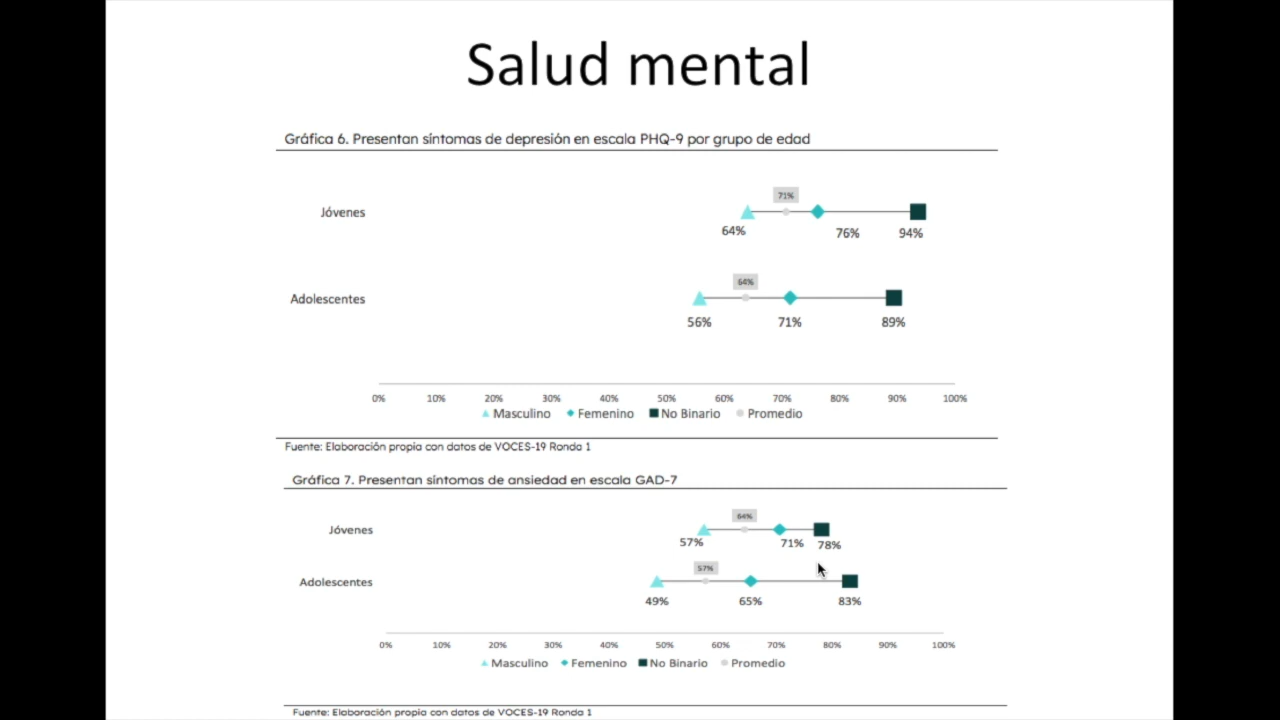 Salud mental
Gráfica 6. Presentan síntomas de depresión en escala PHQ-9 por grupo de edad
71%
Jóvenes
64% 76% 94%
64%
Adolescentes
56% 71% 89%
0% 10% 20% 30% 40% 50% 60% 70% 80% 90% 100%
Masculino Femenino No Binario Promedio
Fuente: Elaboración propia con datos de VOCES-19 Ronda 1
Gráfica 7. Presentan síntomas de ansiedad en escala GAD-7
64%
Jóvenes
57% 71% 78%
57%
Adolescentes
49% 65% 83%
0% 10% 20% 30% 40% 50% 60% 70% 80% 90% 100%
Masculino Femenino No Binario Promedio
Fuente: Elaboración propia con datos de VOCES-19 Ronda 1